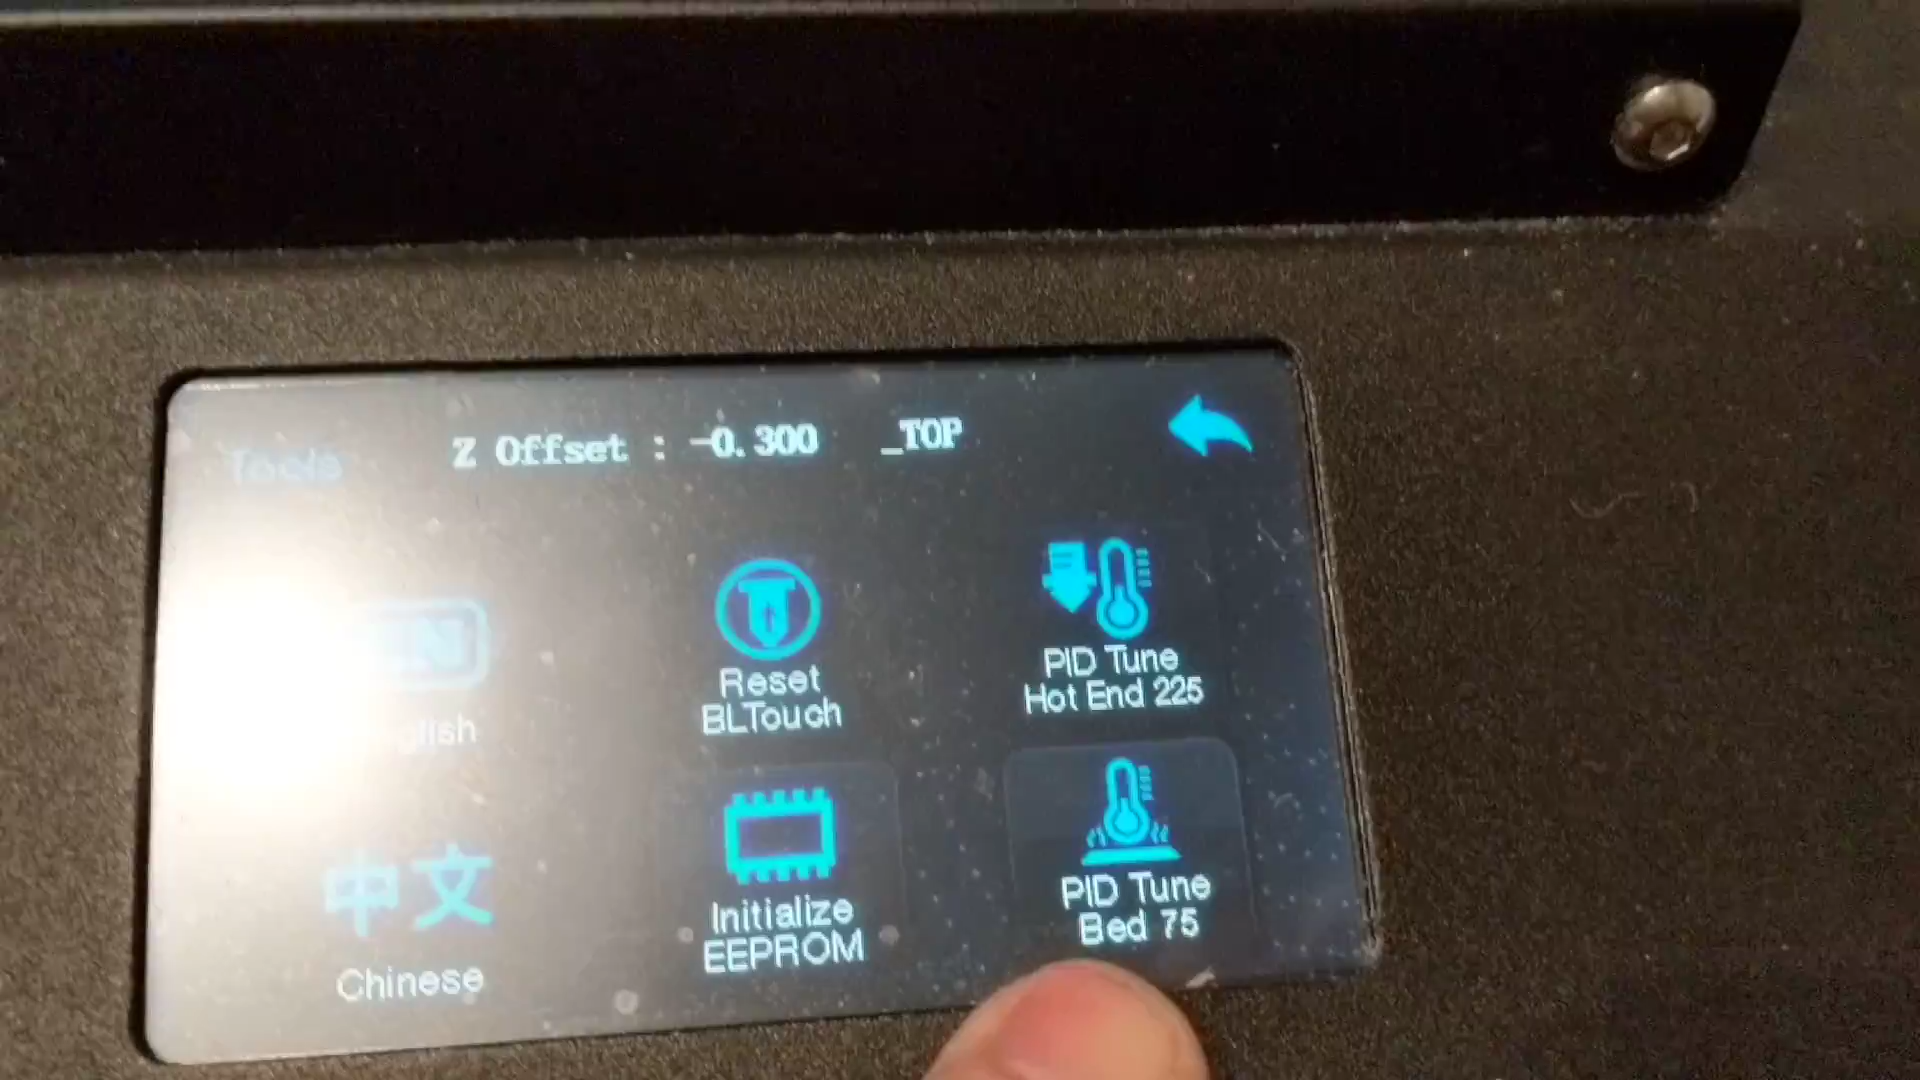 Tools
Z Offset : -0.300 _TOP
Reset
BLTouch
PID Tune
Hot End 225
中文
Chinese
Initialize
EEPROM
PID Tune
Bed 75